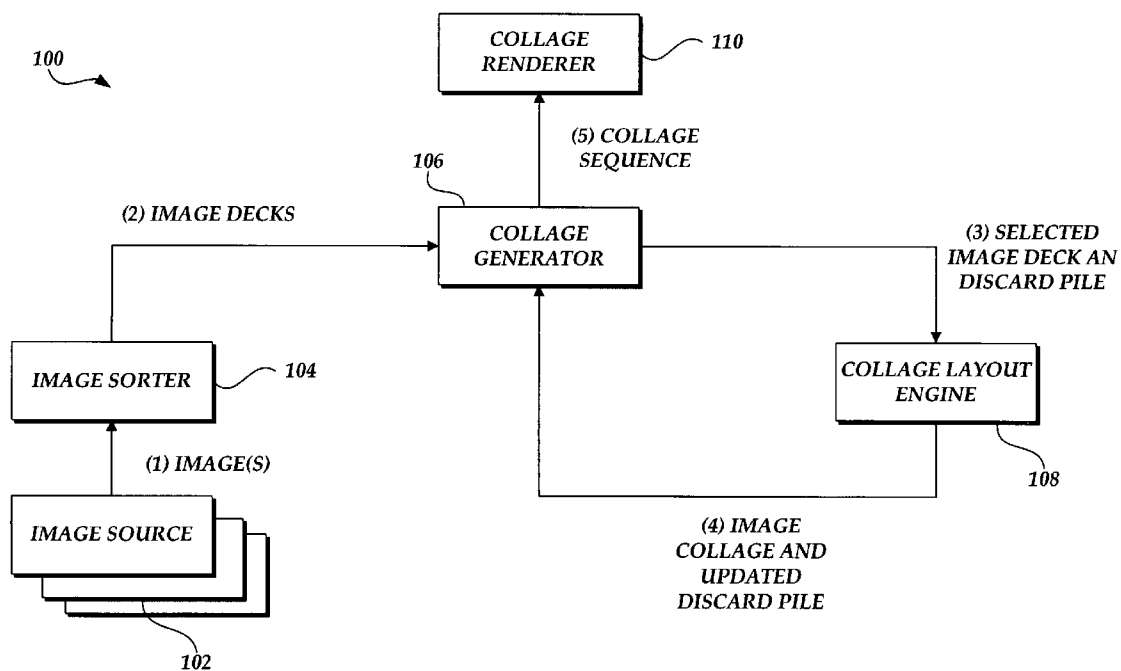 COLLAGE
RENDERER
110
100
(5) COLLAGE
SEQUENCE
106
(2) IMAGE DECKS
COLLAGE
GENERATOR
(3) SELECTED
IMAGE DECK AN
DISCARD PILE
IMAGE SORTER
104
COLLAGE LAYOUT
ENGINE
(1) IMAGE(S)
108
IMAGE SOURCE
(4) IMAGE
COLLAGE AND
UPDATED
DISCARD PILE
102